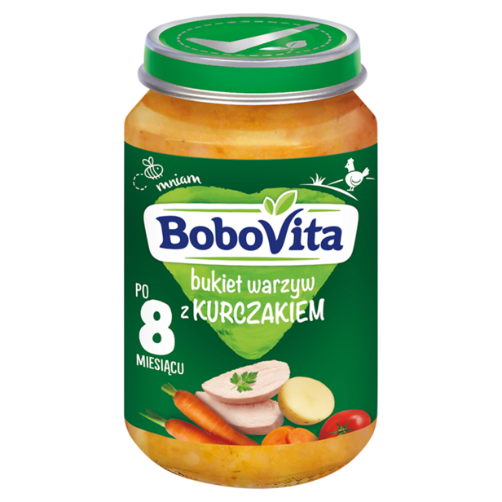 mniam
BoboVita
bukiet warzyw
z KURCZAKIEM
PO
8
MIESIĄCU